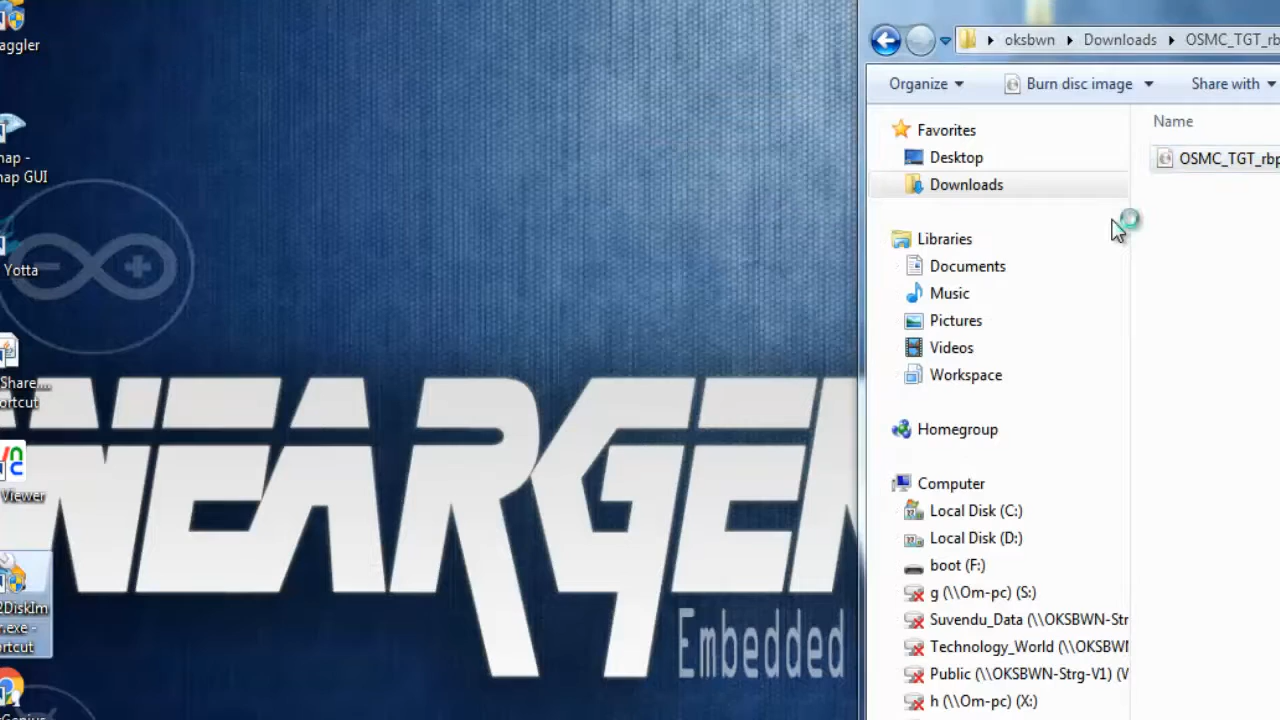 aggler
nap -
nap GUI
Yotta
Share....
ortcut
Viewer
2DiskIm
r.exe -
ortcut
NEARGEN
Embedded
oksbwn
Downloads
OSMC_TGT_rb
Organize
Burn disc image
Share with
Favorites
Desktop
Downloads
Name
OSMC_TGT_rbp
Libraries
Documents
Music
Pictures
Videos
Workspace
Homegroup
Computer
Local Disk (C:)
Local Disk (D:)
boot (F:)
g (\\Om-pc) (S:)
Suvendu_Data (\\OKSBWN-Str
Technology_World (\\OKSBWN
Public (\\OKSBWN-Strg-V1) (V
h (\\Om-pc) (X:)